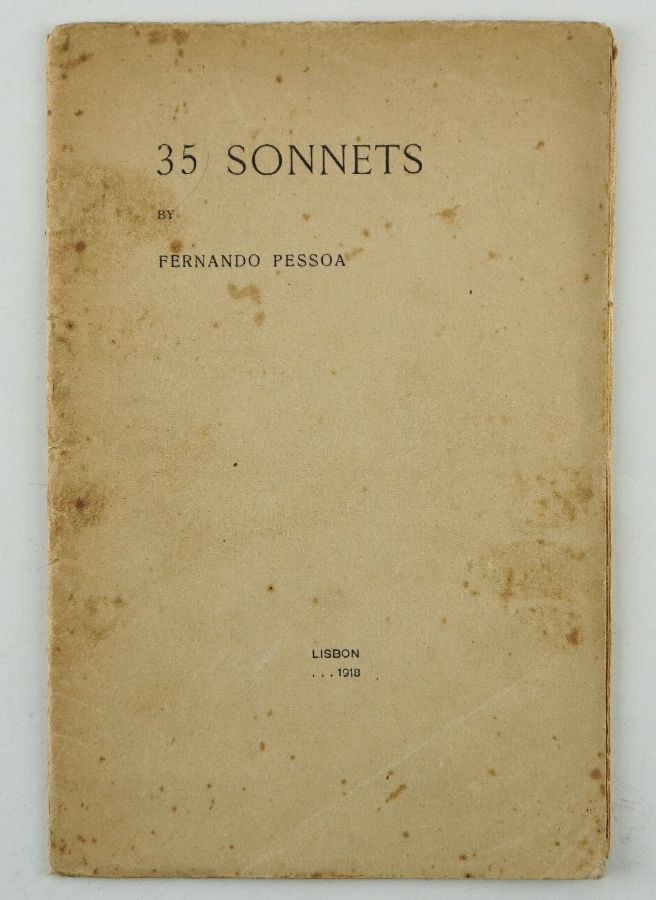 35 SONNETS
BY
FERNANDO PESSOA
LISBON
...1918